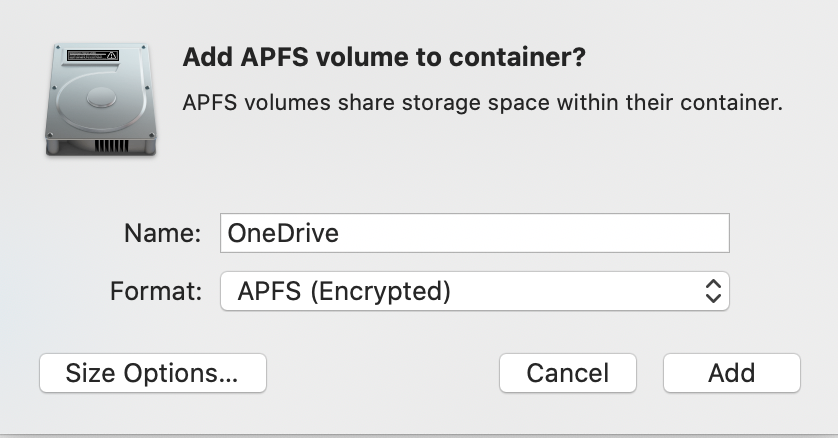 Add APFS volume to container?
APFS volumes share storage space within their container.
Name: OneDrive
Format: APFS (Encrypted)
Size Options... Cancel Add